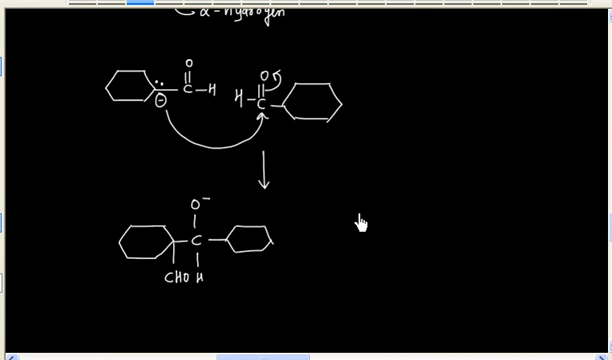 α-hydrogen
O O
C—H H—C
⊖
O⁻
C
CHO H